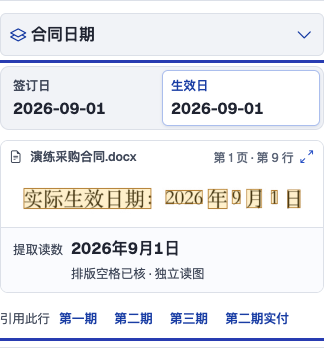 合同日期
签订日
2026-09-01
生效日
2026-09-01
演练采购合同.docx
第 1 页 · 第 9 行
实际生效日期: 2026 年 9 月 1 日
提取读数 2026年9月1日
排版空格已核 · 独立读图
引用此行 第一期 第二期 第三期 第二期实付